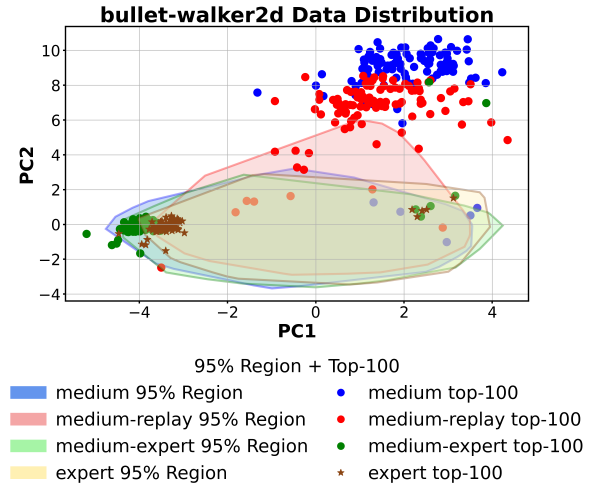 bullet-walker2d Data Distribution
10
8
6
4
2
0
−2
−4
PC2
−4 −2 0 2 4
PC1
95% Region + Top-100
medium 95% Region medium top-100
medium-replay 95% Region medium-replay top-100
medium-expert 95% Region medium-expert top-100
expert 95% Region expert top-100